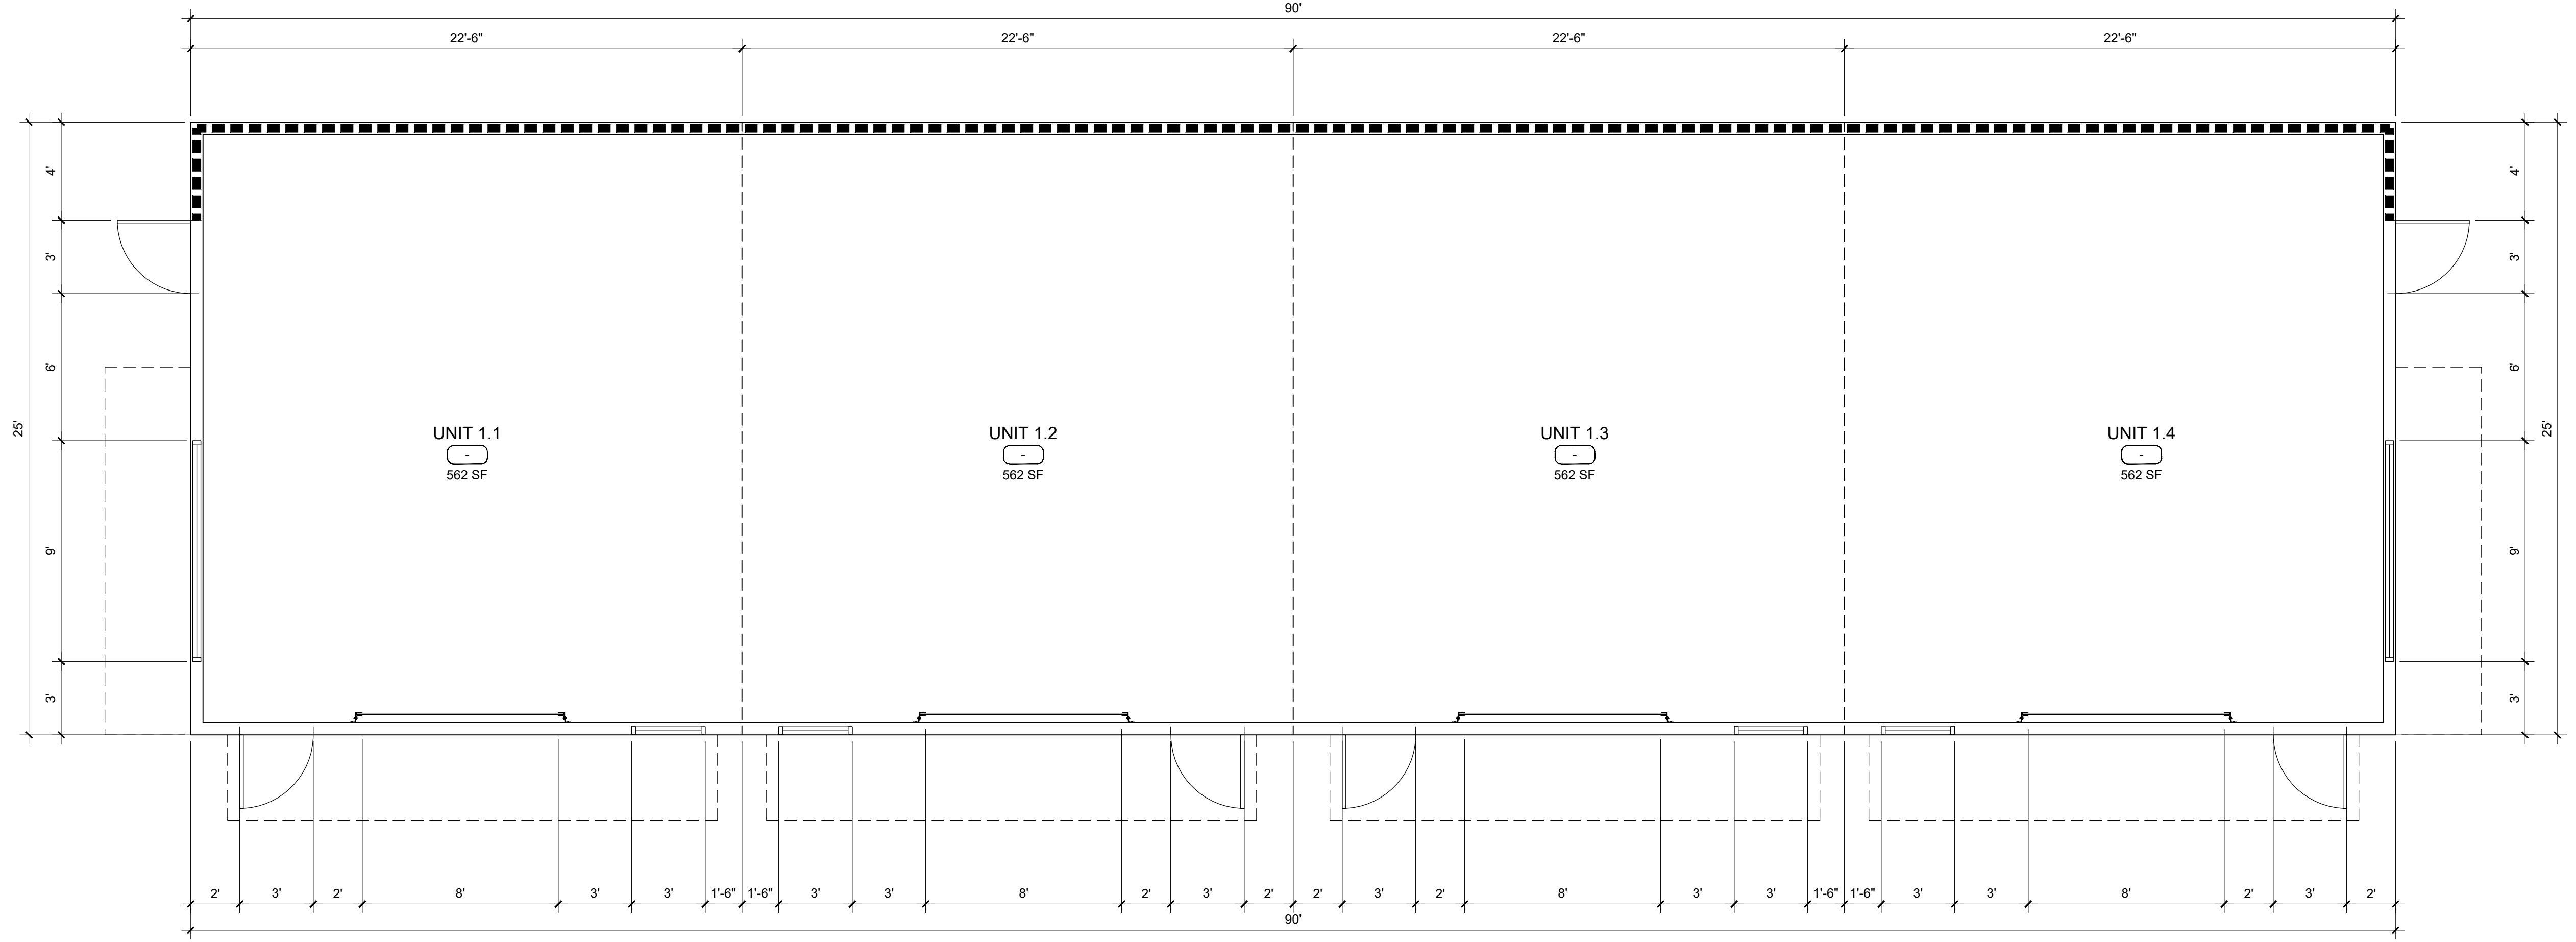 90'
22'-6" 22'-6" 22'-6" 22'-6"
4' 4'
3' 3'
6' 6'
25' 25'
UNIT 1.1 UNIT 1.2 UNIT 1.3 UNIT 1.4
- - - -
562 SF 562 SF 562 SF 562 SF
9' 9'
3' 3'
2' 3' 2' 8' 3' 3' 1'-6" 1'-6" 3' 3' 8' 2' 3' 2' 2' 3' 2' 8' 3' 3' 1'-6" 1'-6" 3' 3' 8' 2' 3' 2'
90'